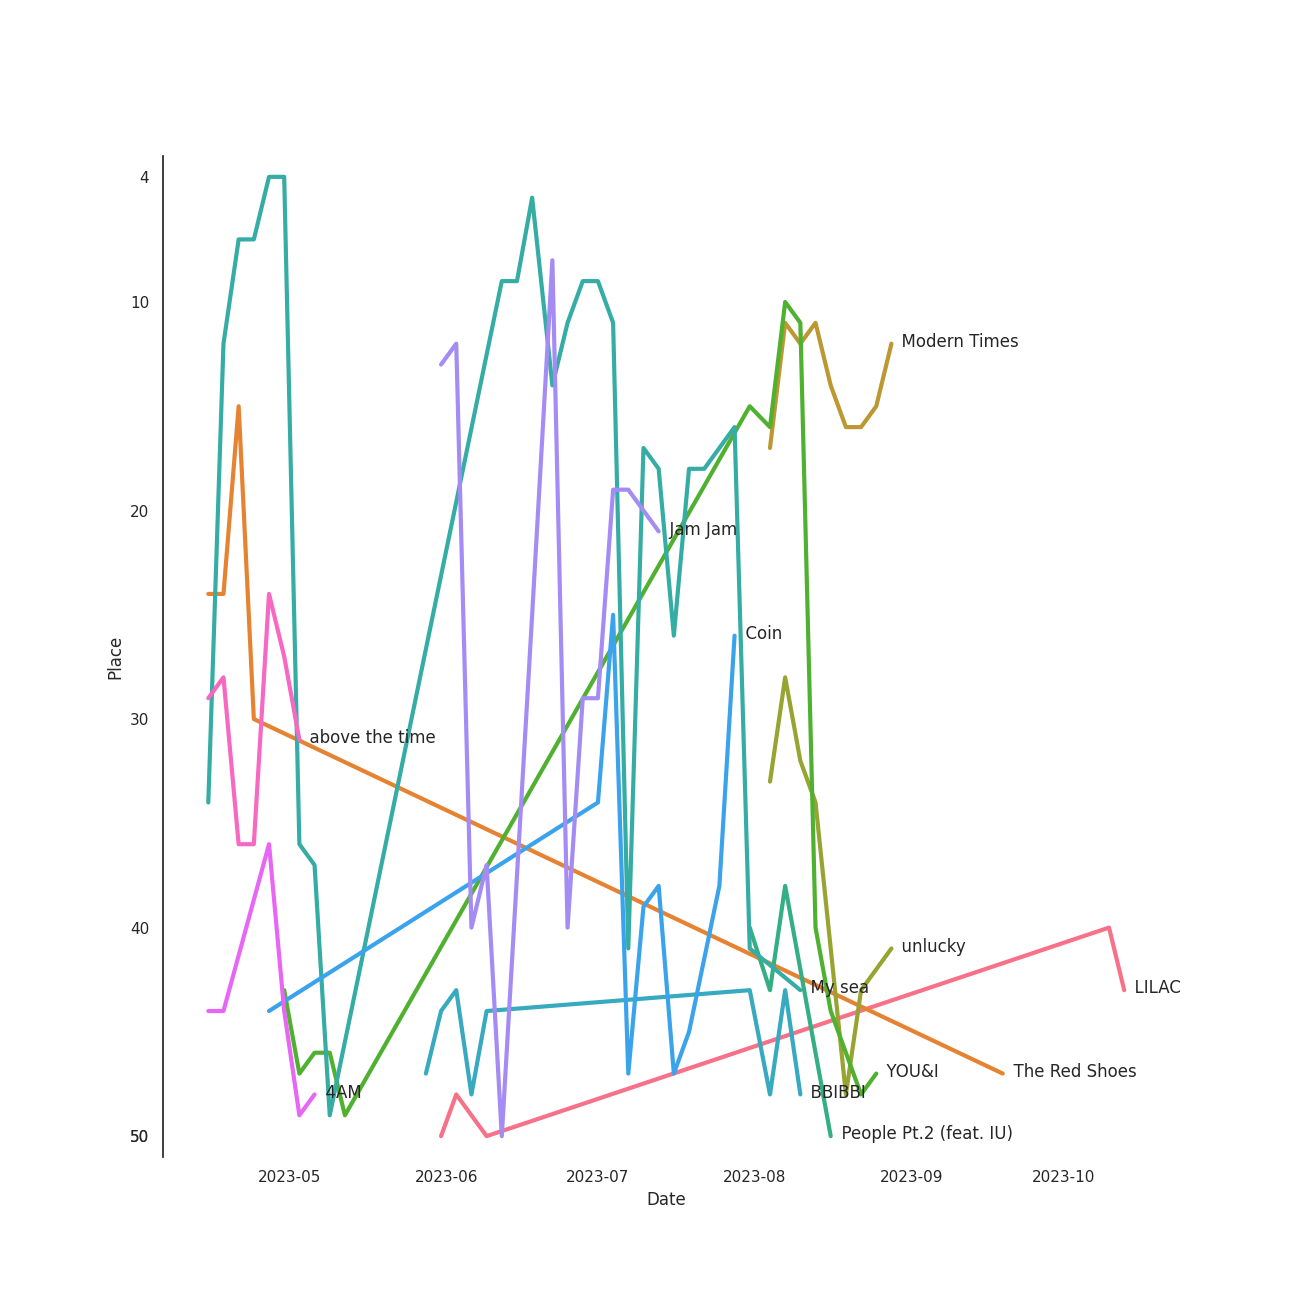 4
10
Modern Times
20
Jam Jam
Coin
Place
30
above the time
40
unlucky
My sea
LILAC
YOU&I
The Red Shoes
4AM
BBIBBI
50
People Pt.2 (feat. IU)
2023-05
2023-06
2023-07
2023-08
2023-09
2023-10
Date